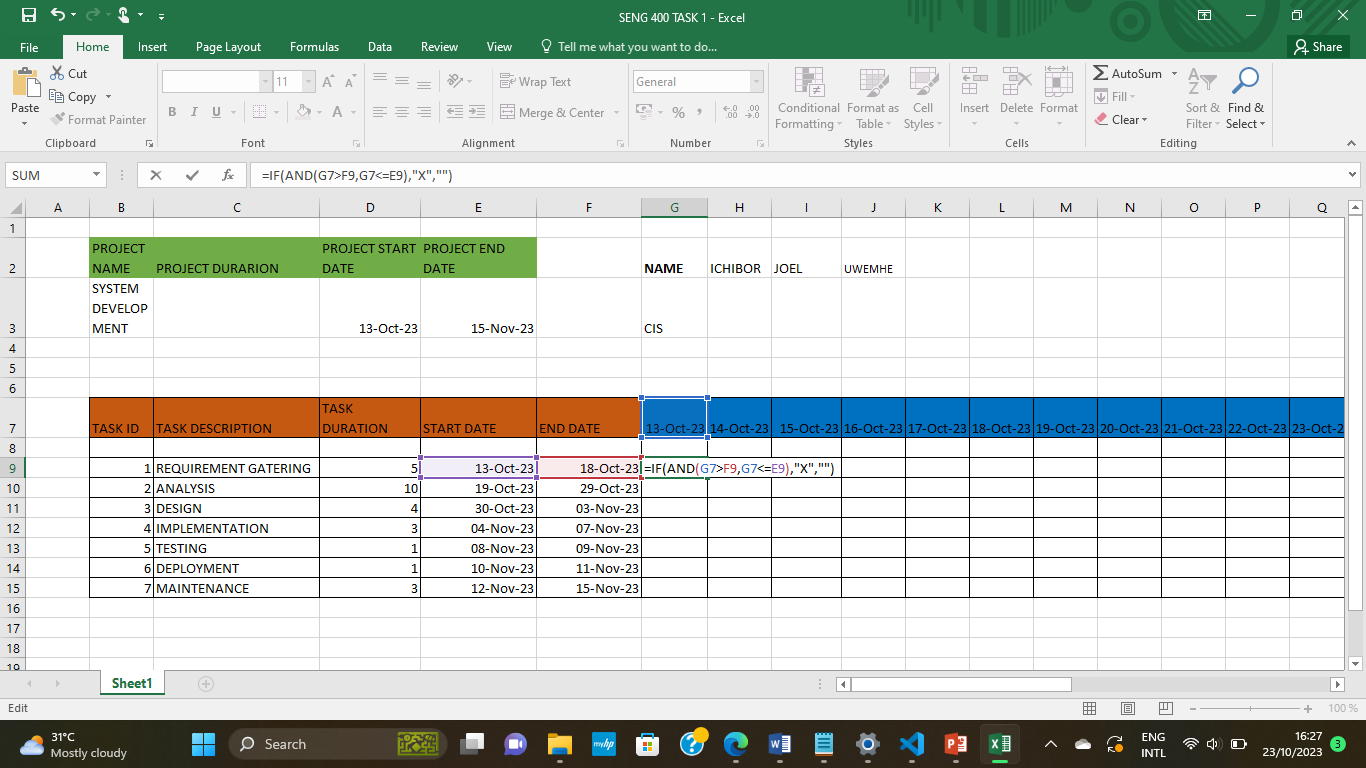 SENG 400 TASK 1 - Excel
File Home Insert Page Layout Formulas Data Review View Tell me what you want to do... Share
Paste
Cut
Copy
Format Painter
Clipboard
11 A A
B I U A
Font
Wrap Text
Merge & Center
Alignment
General
% , .0 .00 .00 .0
Number
Conditional Formatting
Format as Table
Cell Styles
Styles
Insert Delete Format
Cells
AutoSum
Fill
Clear
Sort & Filter
Find & Select
Editing
SUM fx =IF(AND(G7>F9,G7<=E9),"X","")
A B C D E F G H I J K L M N O P Q
1
2 PROJECT NAME PROJECT DURARION PROJECT START DATE PROJECT END DATE NAME ICHIBOR JOEL UWEMHE
3 SYSTEM DEVELOPMENT 13-Oct-23 15-Nov-23 CIS
4
5
6
7 TASK ID TASK DESCRIPTION TASK DURATION START DATE END DATE 13-Oct-23 14-Oct-23 15-Oct-23 16-Oct-23 17-Oct-23 18-Oct-23 19-Oct-23 20-Oct-23 21-Oct-23 22-Oct-23 23-Oct-2
8
9 1 REQUIREMENT GATERING 5 13-Oct-23 18-Oct-23 =IF(AND(G7>F9,G7<=E9),"X","")
10 2 ANALYSIS 10 19-Oct-23 29-Oct-23
11 3 DESIGN 4 30-Oct-23 03-Nov-23
12 4 IMPLEMENTATION 3 04-Nov-23 07-Nov-23
13 5 TESTING 1 08-Nov-23 09-Nov-23
14 6 DEPLOYMENT 1 10-Nov-23 11-Nov-23
15 7 MAINTENANCE 3 12-Nov-23 15-Nov-23
16
17
18
19
Sheet1
Edit 100 %
31°C
Mostly cloudy
Search
myhp
ENG
INTL
16:27
23/10/2023
3